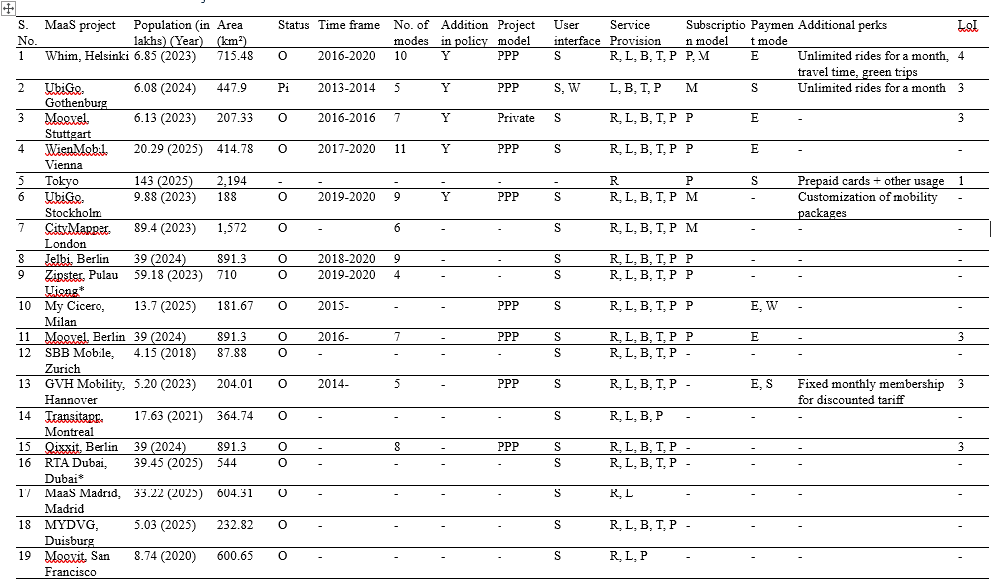 S. No. MaaS project Population (in lakhs) (Year) Area (km²) Status Time frame No. of modes Addition in policy Project model User interface Service Provision Subscription model Payment mode Additional perks LoI
1 Whim, Helsinki 6.85 (2023) 715.48 O 2016-2020 10 Y PPP S R, L, B, T, P P, M E Unlimited rides for a month, travel time, green trips 4
2 UbiGo, Gothenburg 6.08 (2024) 447.9 Pi 2013-2014 5 Y PPP S, W L, B, T, P M S Unlimited rides for a month 3
3 Moovel, Stuttgart 6.13 (2023) 207.33 O 2016-2016 7 Y Private S R, L, B, T, P P E - 3
4 WienMobil, Vienna 20.29 (2025) 414.78 O 2017-2020 11 Y PPP S R, L, B, T, P P E - -
5 Tokyo 143 (2025) 2,194 - - - - - - R P S Prepaid cards + other usage 1
6 UbiGo, Stockholm 9.88 (2023) 188 O 2019-2020 9 Y PPP S R, L, B, T, P M - Customization of mobility packages -
7 CityMapper, London 89.4 (2023) 1,572 O - 6 - - S R, L, B, T, P M - - -
8 Jelbi, Berlin 39 (2024) 891.3 O 2018-2020 9 - - S R, L, B, T, P P - - -
9 Zipster, Pulau Ujong* 59.18 (2023) 710 O 2019-2020 4 - - S R, L, B, T, P P - - -
10 My Cicero, Milan 13.7 (2025) 181.67 O 2015- - - PPP S R, L, B, T, P P E, W - -
11 Moovel, Berlin 39 (2024) 891.3 O 2016- 7 - PPP S R, L, B, T, P P E - 3
12 SBB Mobile, Zurich 4.15 (2018) 87.88 O - - - - S R, L, B, T, P - - - -
13 GVH Mobility, Hannover 5.20 (2023) 204.01 O 2014- 5 - PPP S R, L, B, T, P - E, S Fixed monthly membership for discounted tariff 3
14 Transitapp, Montreal 17.63 (2021) 364.74 O - - - - S R, L, B, P - - - -
15 Qixxit, Berlin 39 (2024) 891.3 O - 8 - PPP S R, L, B, T, P - - - 3
16 RTA Dubai, Dubai* 39.45 (2025) 544 O - - - - S R, L, B, T, P - - - -
17 MaaS Madrid, Madrid 33.22 (2025) 604.31 O - - - - S R, L - - - -
18 MYDVG, Duisburg 5.03 (2025) 232.82 O - - - - S R, L, B, T, P - - - -
19 Moovit, San Francisco 8.74 (2020) 600.65 O - - - - S R, L, P - - - -